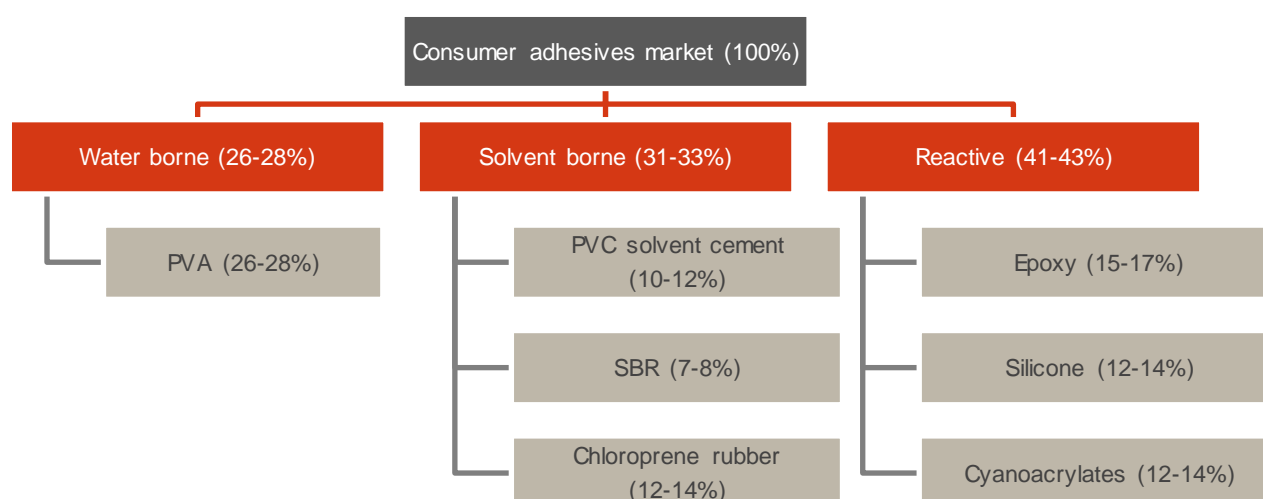 Consumer adhesives market (100%)
Water borne (26-28%)
Solvent borne (31-33%)
Reactive (41-43%)
PVA (26-28%)
PVC solvent cement
(10-12%)
Epoxy (15-17%)
SBR (7-8%)
Silicone (12-14%)
Chloroprene rubber
(12-14%)
Cyanoacrylates (12-14%)